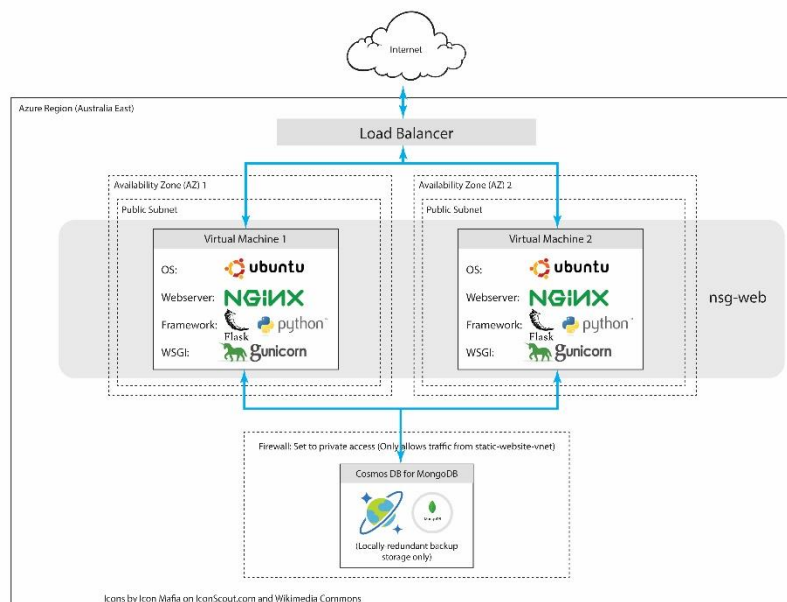 Internet
Azure Region (Australia East)
Load Balancer
Availability Zone (AZ) 1
Availability Zone (AZ) 2
Public Subnet
Public Subnet
Virtual Machine 1
OS: ubuntu
Webserver: NGINX
Framework: Flask python
WSGI: gunicorn
Virtual Machine 2
OS: ubuntu
Webserver: NGINX
Framework: Flask python
WSGI: gunicorn
nsg-web
Firewall: Set to private access (Only allows traffic from static-website-vnet)
Cosmos DB for MongoDB
MongoDB
(Locally-redundant backup
storage only)
Icons by Icon Mafia on IconScout.com and Wikimedia Commons